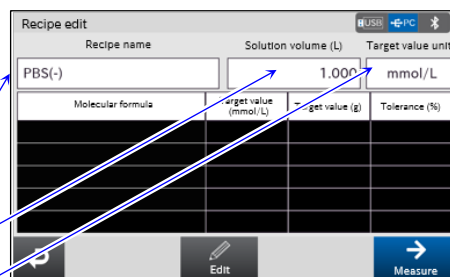 Recipe edit USB PC
Recipe name Solution volume (L) Target value unit
PBS(-) 1.000 mmol/L
Molecular formula Target value (mmol/L) Target value (g) Tolerance (%)
Edit Measure